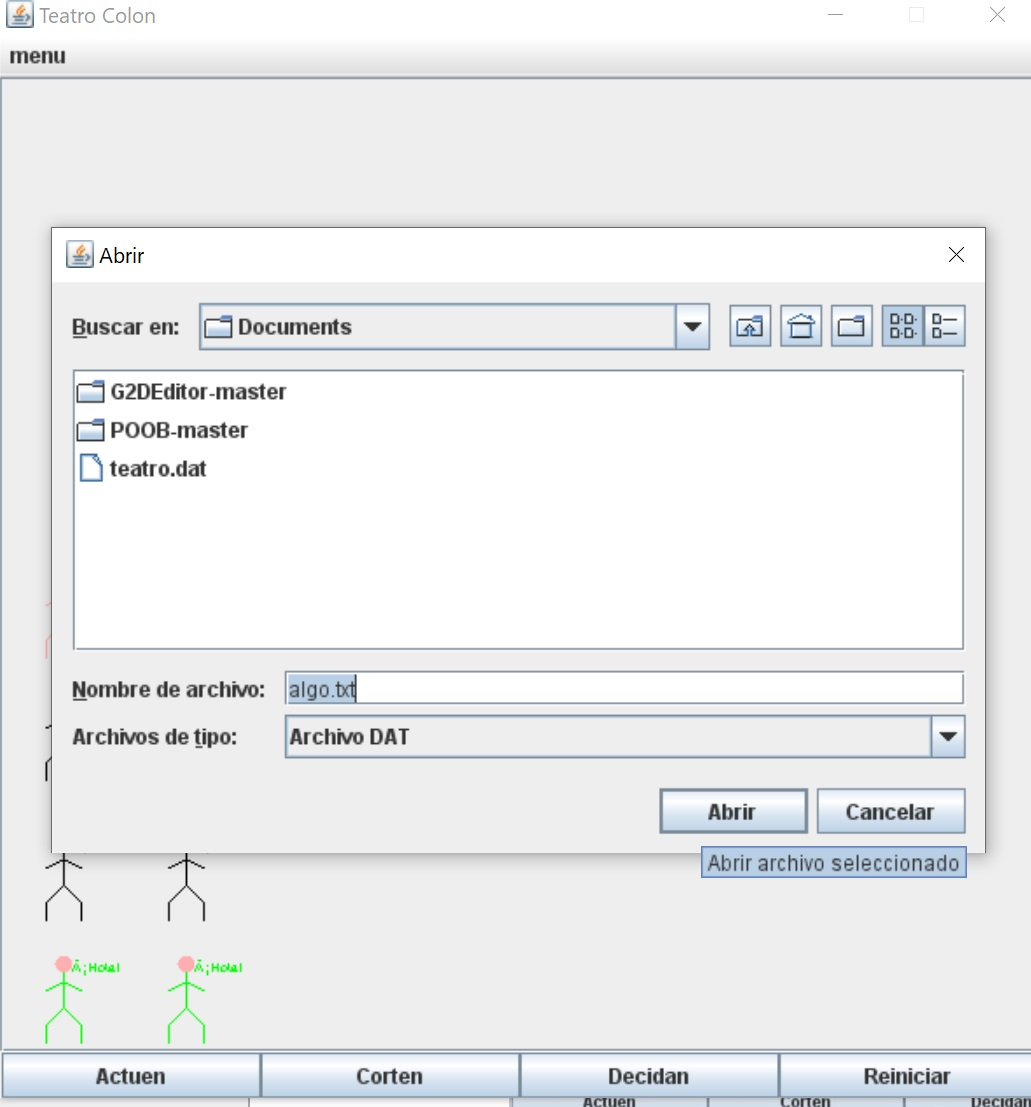 Teatro Colon
menu
Abrir
Buscar en: Documents
G2DEditor-master
POOB-master
teatro.dat
Nombre de archivo: algo.txt
Archivos de tipo: Archivo DAT
Abrir Cancelar
Abrir archivo seleccionado
Â¡Hola! Â¡Hola!
Actuen Corten Decidan Reiniciar
Actuen Corten Decidan